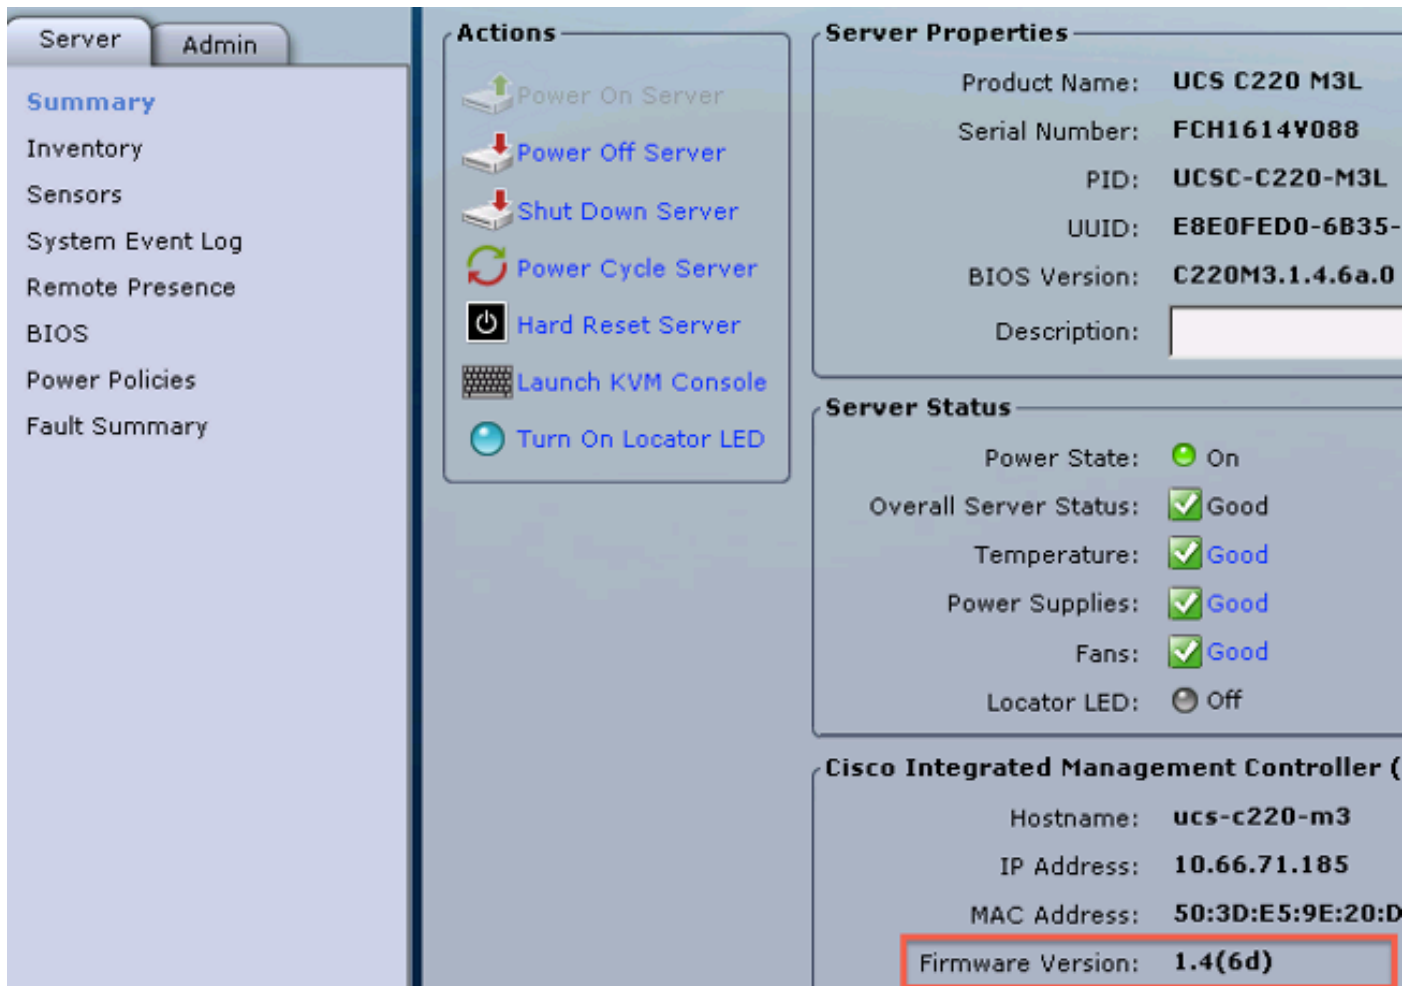 Server
Admin
Summary
Inventory
Sensors
System Event Log
Remote Presence
BIOS
Power Policies
Fault Summary
Actions
Power On Server
Power Off Server
Shut Down Server
Power Cycle Server
Hard Reset Server
Launch KVM Console
Turn On Locator LED
Server Properties
Product Name: UCS C220 M3L
Serial Number: FCH1614V088
PID: UCSC-C220-M3L
UUID: E8E0FED0-6B35-
BIOS Version: C220M3.1.4.6a.0
Description:
Server Status
Power State: On
Overall Server Status: Good
Temperature: Good
Power Supplies: Good
Fans: Good
Locator LED: Off
Cisco Integrated Management Controller (
Hostname: ucs-c220-m3
IP Address: 10.66.71.185
MAC Address: 50:3D:E5:9E:20:D
Firmware Version: 1.4(6d)